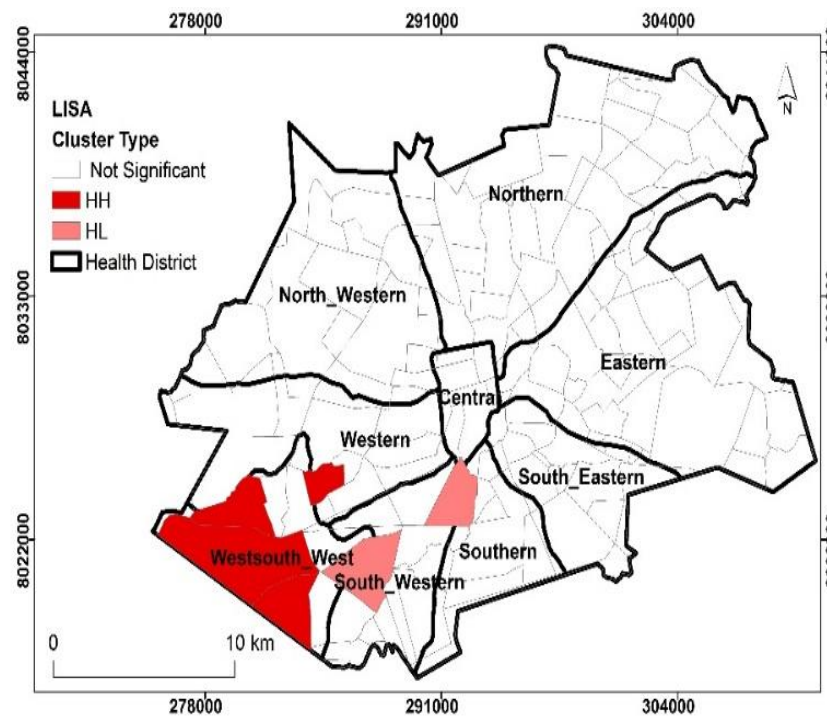 278000 291000 304000
8044000
8033000
8022000
N
LISA
Cluster Type
Not Significant
HH
HL
Health District
Northern
North_Western
Eastern
Central
Western
South_Eastern
Southern
Westsouth_West
South_Western
0 10 km
278000 291000 304000